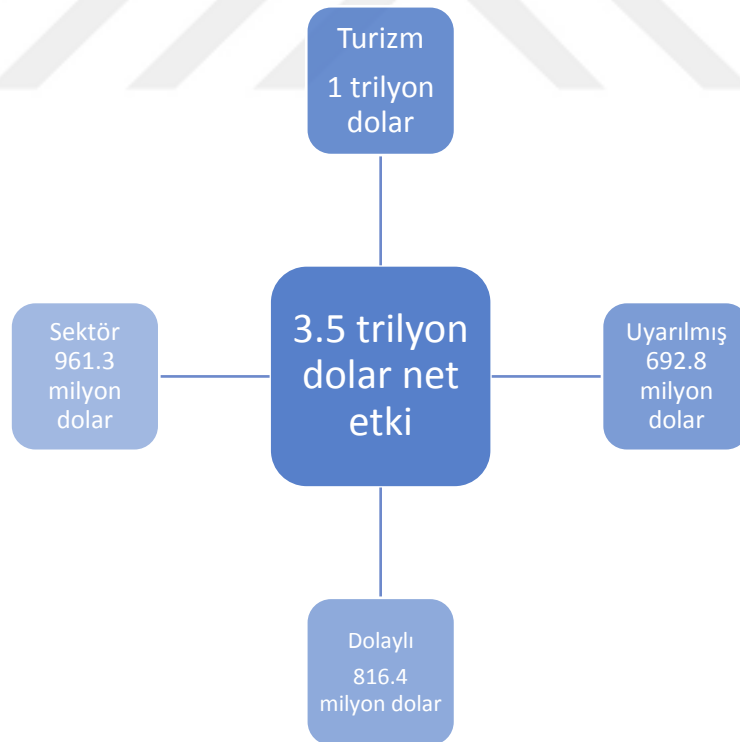 Turizm
1 trilyon
dolar
3.5 trilyon
dolar net
etki
Sektör
961.3
milyon
dolar
Uyarılmış
692.8
milyon
dolar
Dolaylı
816.4
milyon dolar